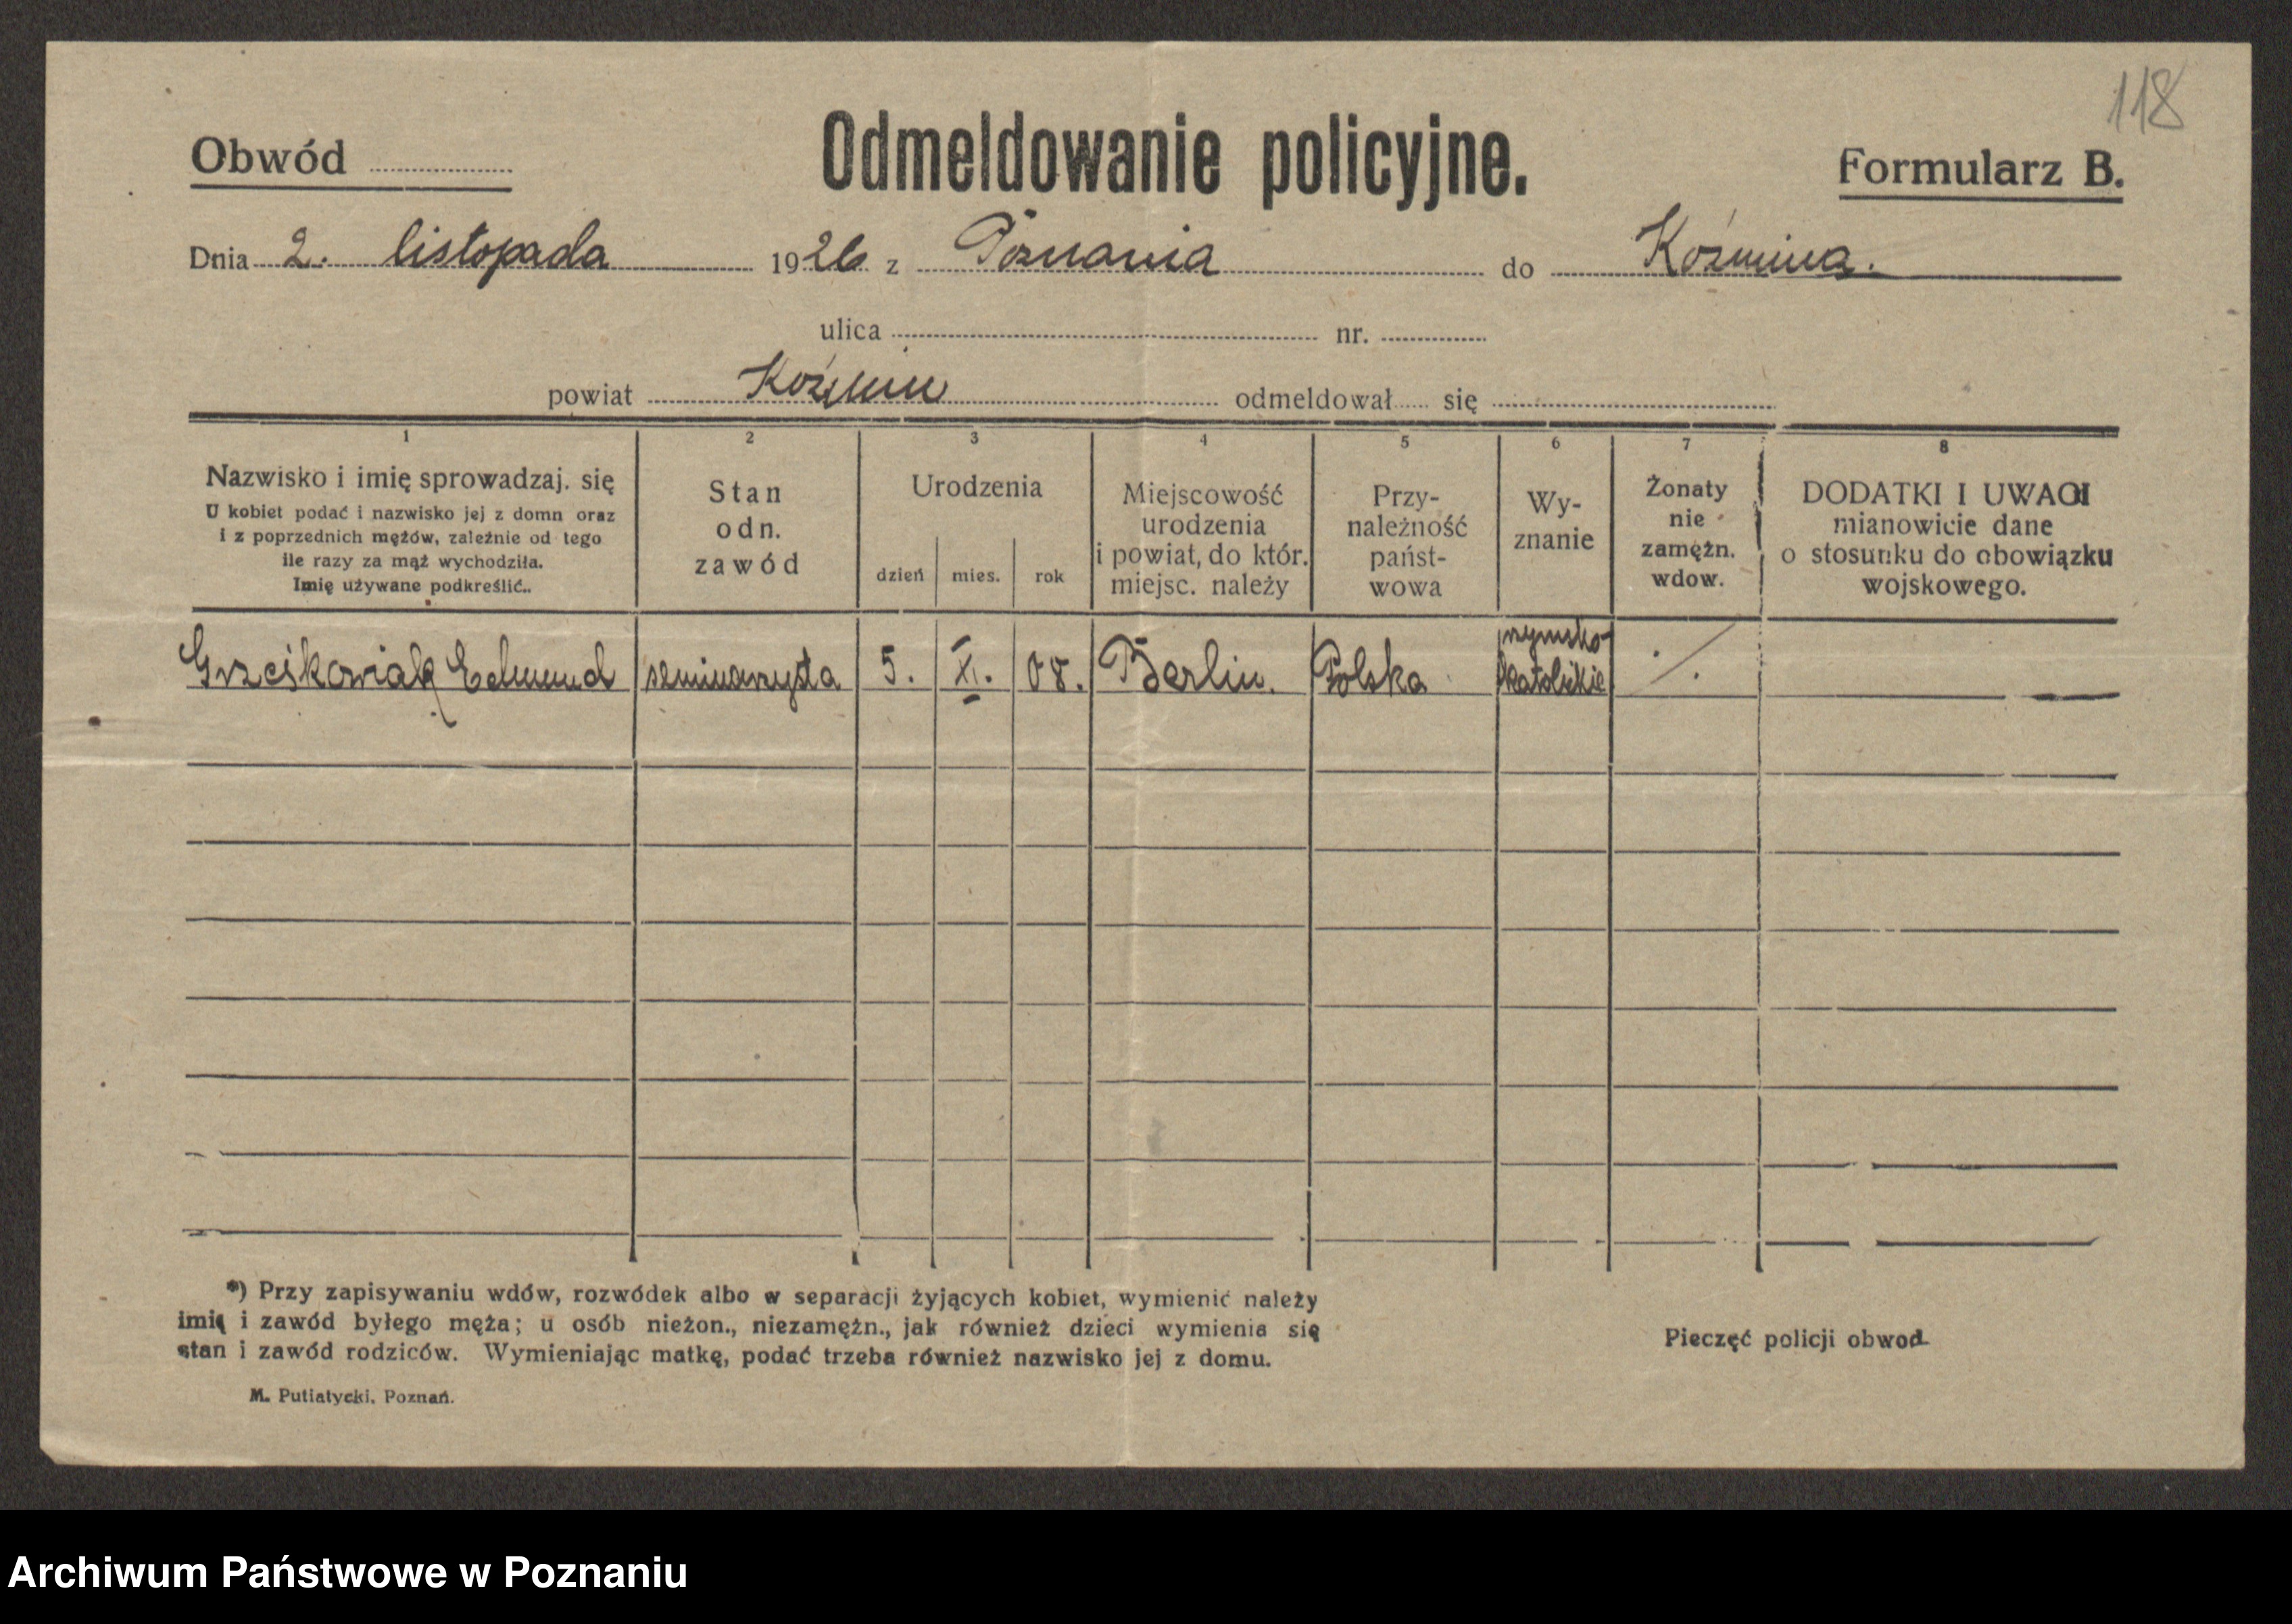 118
Obwód
Odmeldowanie policyjne.
Formularz B.
Dnia 2. listopada 1926 z Poznania do Koźmina.
ulica nr.
powiat Koźmin odmeldował się
1 2 3 4 5 6 7 8
Nazwisko i imię sprowadzaj. się
U kobiet podać i nazwisko jej z domn oraz
i z poprzednich mężów, zależnie od tego
ile razy za mąż wychodziła.
Imię używane podkreślić..
Stan
odn.
zawód
Urodzenia
dzień mies. rok
Miejscowość
urodzenia
i powiat, do któr.
miejsc. należy
Przy-
należność
państ-
wowa
Wy-
znanie
Żonaty
nie
zamężn.
wdow.
DODATKI I UWAGI
mianowicie dane
o stosunku do obowiązku
wojskowego.
Grześkowiak Edmund seminarzysta 5. XI. 08. Berlin. Polska rzymsko-
katolickie ./.
*) Przy zapisywaniu wdów, rozwódek albo w separacji żyjących kobiet, wymienić należy
imię i zawód byłego męża; u osób nieżon., niezamężn., jak również dzieci wymienia się
stan i zawód rodziców. Wymieniając matkę, podać trzeba również nazwisko jej z domu.
Pieczęć policji obwod.
M. Putiatycki, Poznań.
Archiwum Państwowe w Poznaniu